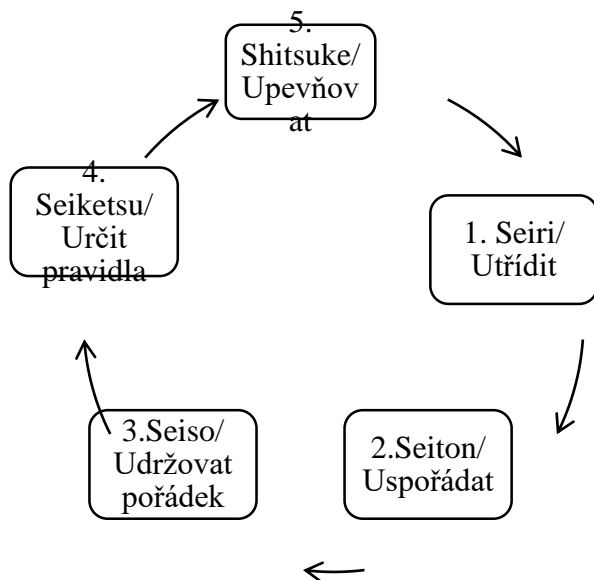 5.
Shitsuke/
Upevňov
at
1. Seiri/
Utřídit
2.Seiton/
Uspořádat
3.Seiso/
Udržovat
pořádek
4.
Seiketsu/
Určit
pravidla